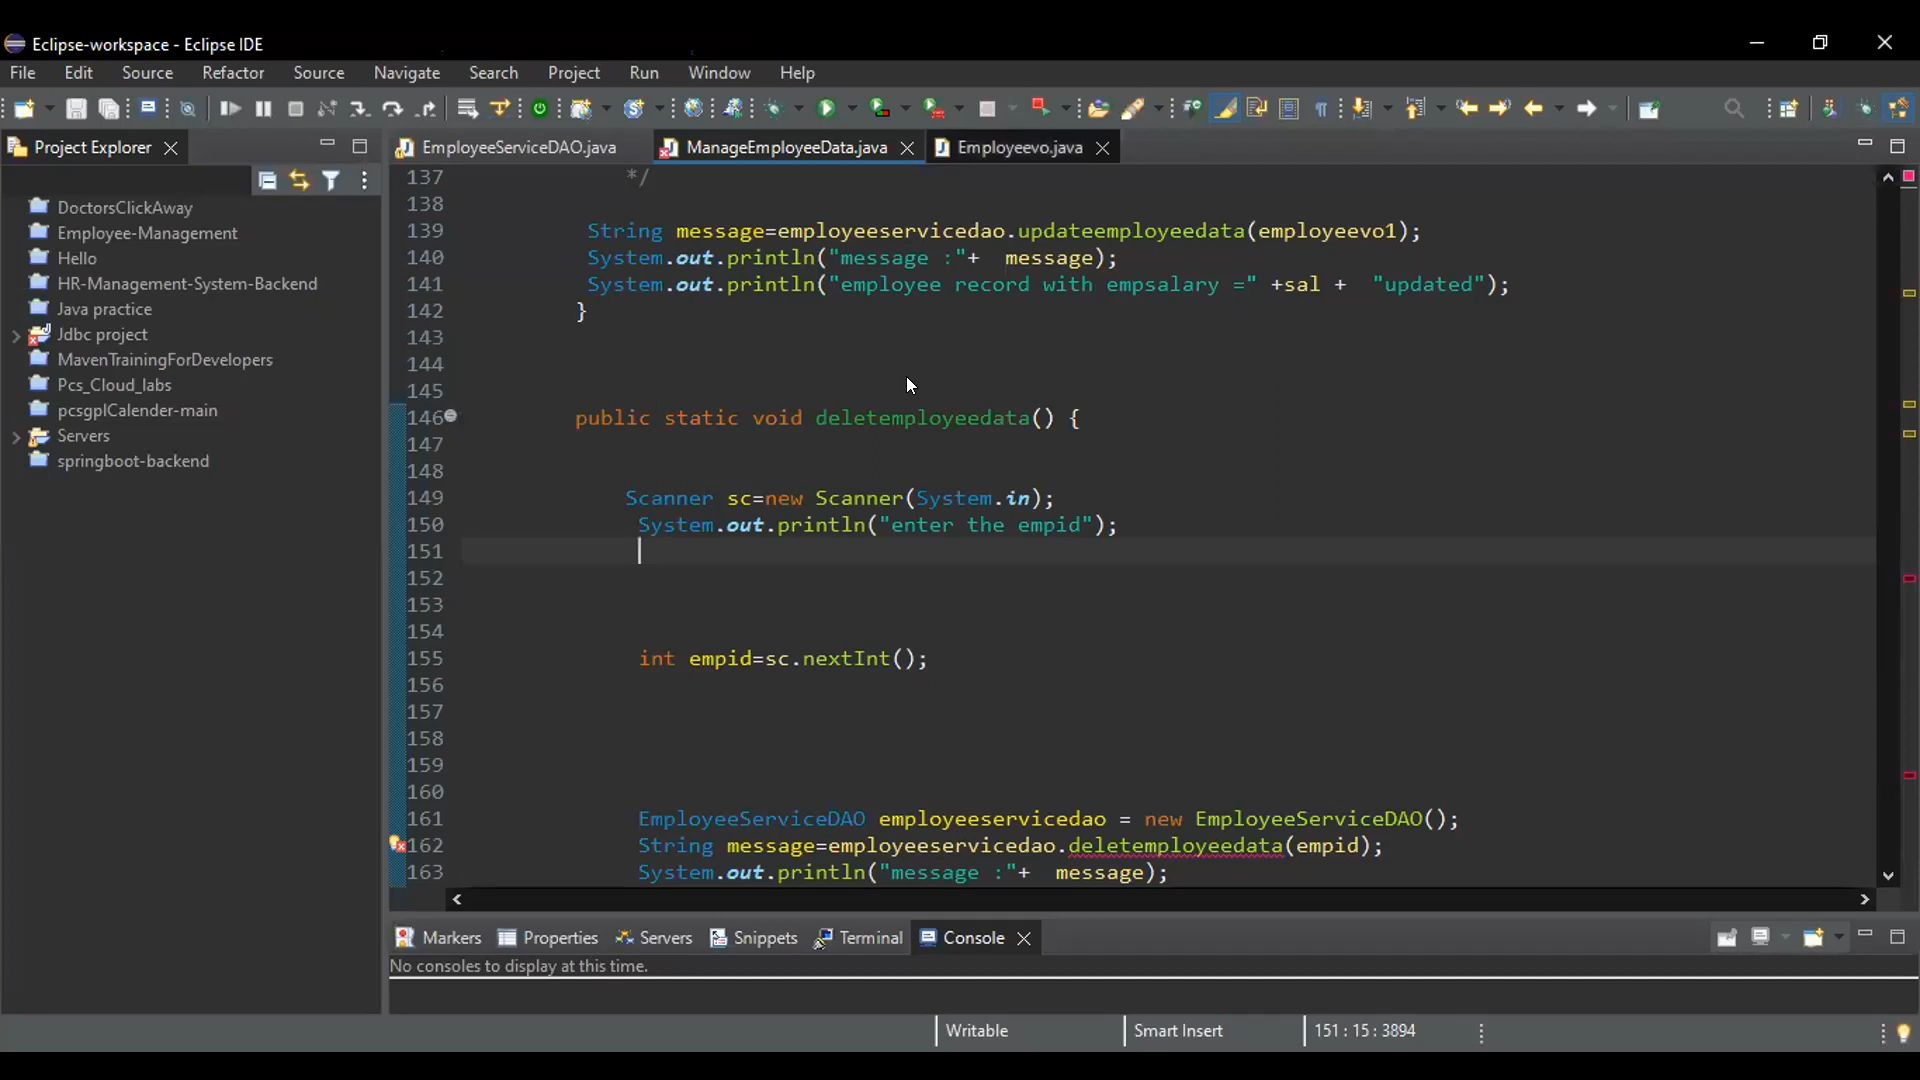 Eclipse-workspace - Eclipse IDE
File Edit Source Refactor Source Navigate Search Project Run Window Help
Project Explorer
EmployeeServiceDAO.java ManageEmployeeData.java Employeevo.java
DoctorsClickAway
Employee-Management
Hello
HR-Management-System-Backend
Java practice
Jdbc project
MavenTrainingForDevelopers
Pcs_Cloud_labs
pcsgplCalender-main
Servers
springboot-backend
137 */
138
139 String message=employeeservicedao.updateemployeedata(employeevo1);
140 System.out.println("message :"+  message);
141 System.out.println("employee record with empsalary =" +sal +  "updated");
142 }
143
144
145
146 public static void deletemployeedata() {
147
148
149 Scanner sc=new Scanner(System.in);
150 System.out.println("enter the empid");
151
152
153
154
155 int empid=sc.nextInt();
156
157
158
159
160
161 EmployeeServiceDAO employeeservicedao = new EmployeeServiceDAO();
162 String message=employeeservicedao.deletemployeedata(empid);
163 System.out.println("message :"+  message);
Markers Properties Servers Snippets Terminal Console
No consoles to display at this time.
Writable Smart Insert 151 : 15 : 3894